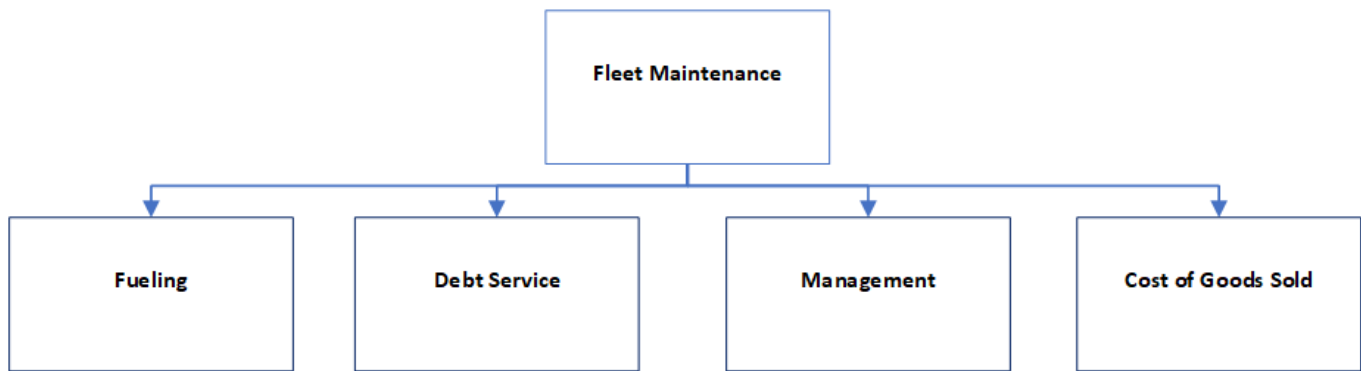 Fleet Maintenance
Fueling
Debt Service
Management
Cost of Goods Sold